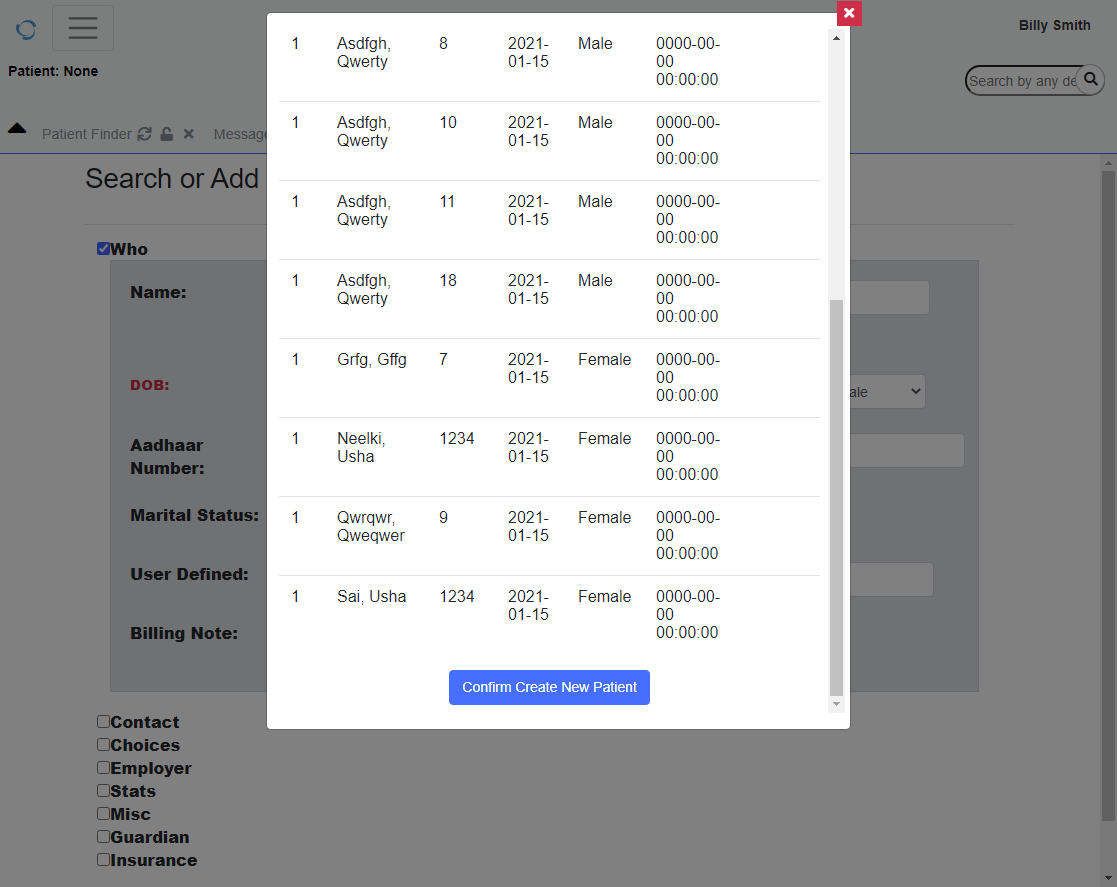 Billy Smith
Patient: None
Search by any de
Patient Finder
Message
Search or Add
1 Asdfgh, Qwerty 8 2021-01-15 Male 0000-00-00 00:00:00
1 Asdfgh, Qwerty 10 2021-01-15 Male 0000-00-00 00:00:00
1 Asdfgh, Qwerty 11 2021-01-15 Male 0000-00-00 00:00:00
1 Asdfgh, Qwerty 18 2021-01-15 Male 0000-00-00 00:00:00
1 Grfg, Gffg 7 2021-01-15 Female 0000-00-00 00:00:00
1 Neelki, Usha 1234 2021-01-15 Female 0000-00-00 00:00:00
1 Qwrqwr, Qweqwer 9 2021-01-15 Female 0000-00-00 00:00:00
1 Sai, Usha 1234 2021-01-15 Female 0000-00-00 00:00:00
Confirm Create New Patient
Who
Name:
DOB:
ale
Aadhaar
Number:
Marital Status:
User Defined:
Billing Note:
Contact
Choices
Employer
Stats
Misc
Guardian
Insurance